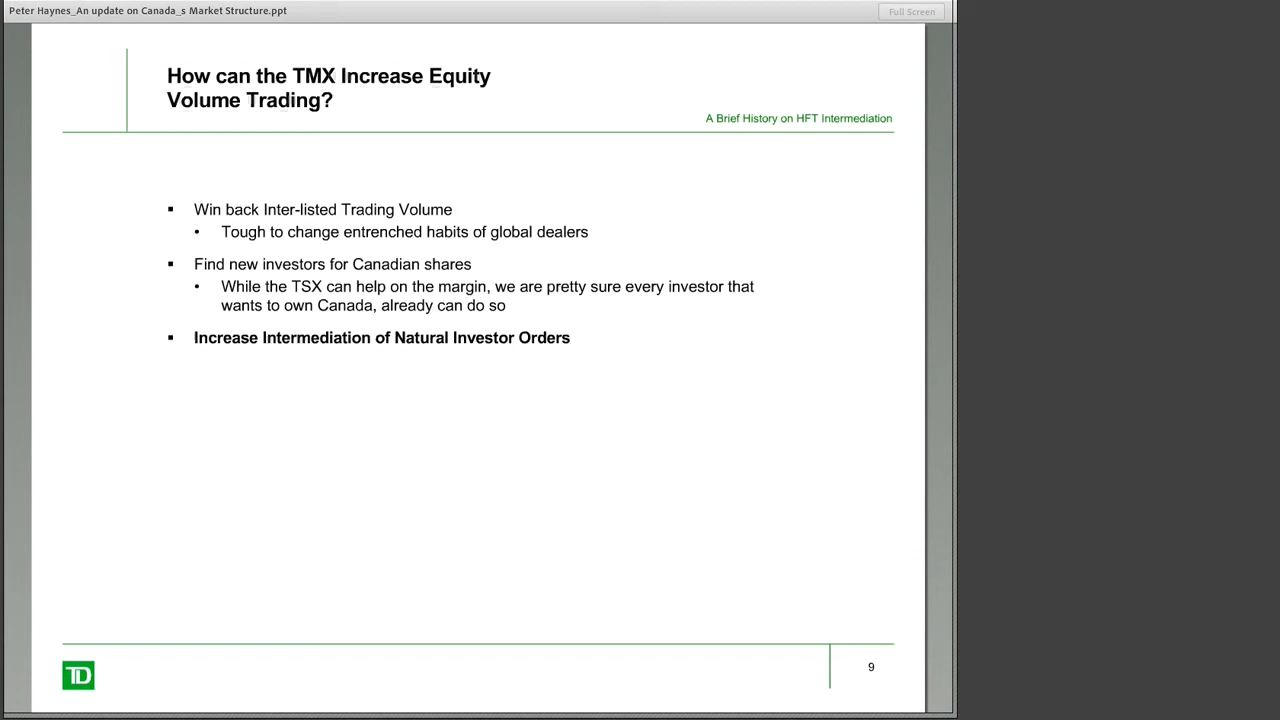 Peter Haynes_An update on Canada_s Market Structure.ppt
Full Screen
How can the TMX Increase Equity
Volume Trading?
A Brief History on HFT Intermediation
▪ Win back Inter-listed Trading Volume
• Tough to change entrenched habits of global dealers
▪ Find new investors for Canadian shares
• While the TSX can help on the margin, we are pretty sure every investor that
wants to own Canada, already can do so
▪ Increase Intermediation of Natural Investor Orders
TD
9